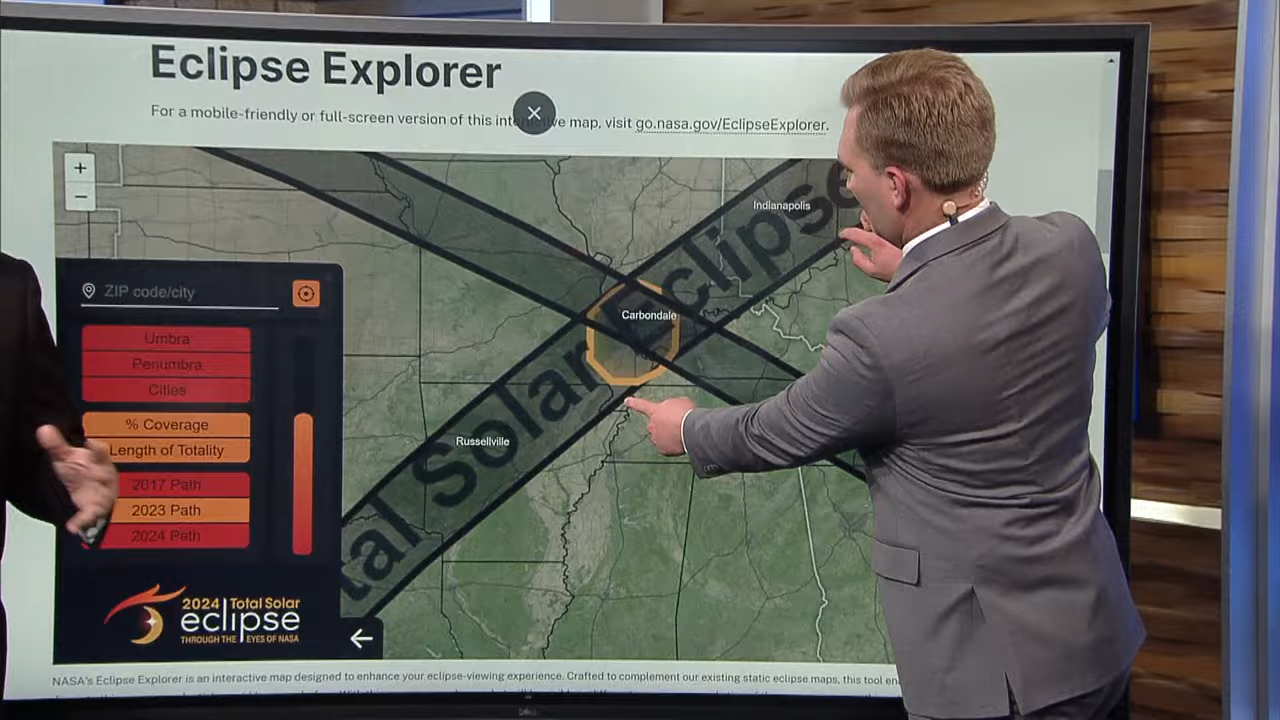 Eclipse Explorer
For a mobile-friendly or full-screen version of this map, visit go.nasa.gov/EclipseExplorer.
+
−
Indianapolis
Carbondale
Russellville
tal Solar Eclipse
ZIP code/city
Umbra
Penumbra
Cities
% Coverage
Length of Totality
2017 Path
2023 Path
2024 Path
2024 Total Solar
eclipse
THROUGH THE EYES OF NASA
NASA's Eclipse Explorer is an interactive map designed to enhance your eclipse-viewing experience. Crafted to complement our existing static eclipse maps, this tool
DELL